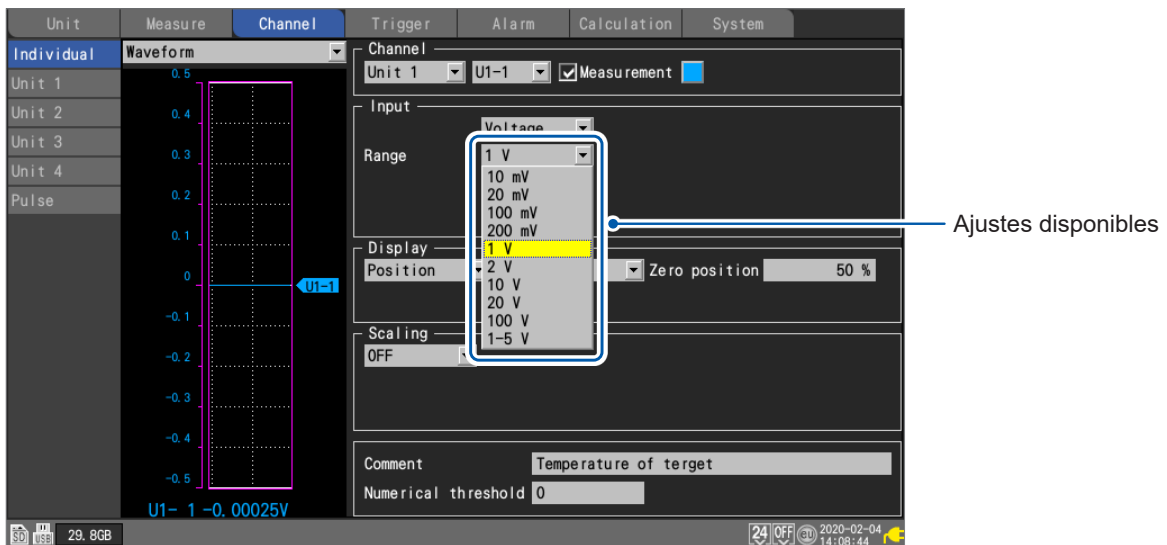 Unit Measure Channel Trigger Alarm Calculation System
Individual
Unit 1
Unit 2
Unit 3
Unit 4
Pulse
Waveform
0.5
0.4
0.3
0.2
0.1
0
-0.1
-0.2
-0.3
-0.4
-0.5
U1-1
U1- 1 -0.00025V
Channel
Unit 1 U1-1 Measurement
Input
Voltage
Range 1 V
10 mV
20 mV
100 mV
200 mV
1 V
2 V
10 V
20 V
100 V
1-5 V
Ajustes disponibles
Display
Position Zero position 50 %
Scaling
OFF
Comment Temperature of terget
Numerical threshold 0
SD USB 29.8GB 24 OFF 2020-02-04
14:08:44